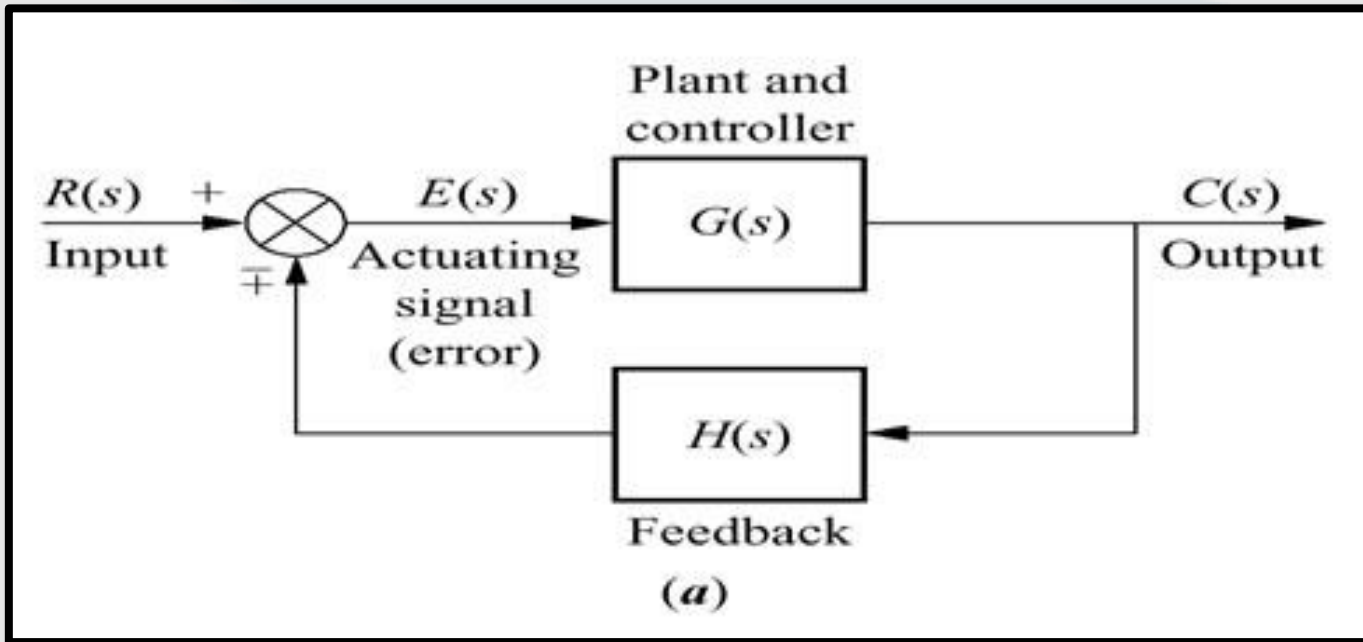 Plant and
controller
R(s)
+
Input
∓
E(s)
Actuating
signal
(error)
G(s)
C(s)
Output
H(s)
Feedback
(a)